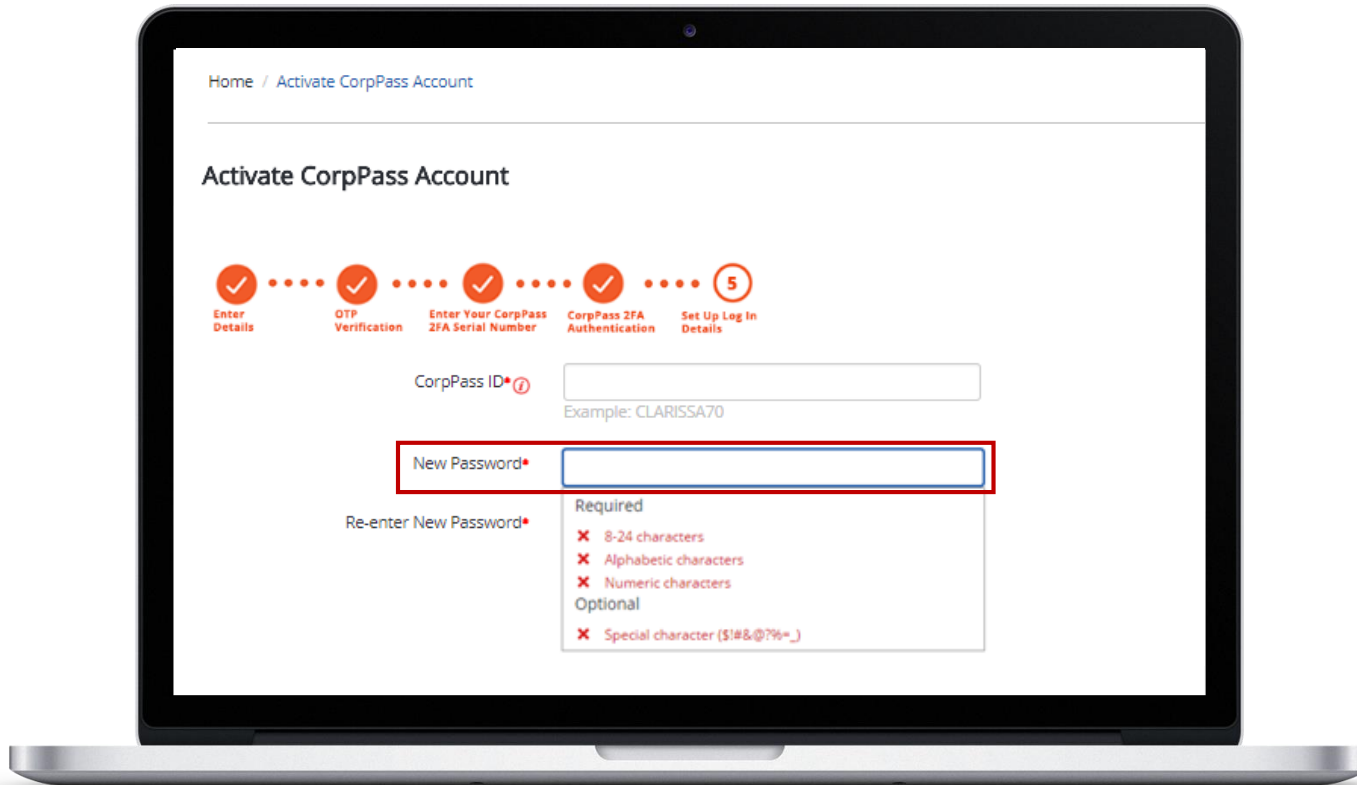 Home / Activate CorpPass Account
Activate CorpPass Account
5
Enter Details
OTP Verification
Enter Your CorpPass 2FA Serial Number
CorpPass 2FA Authentication
Set Up Log In Details
CorpPass ID* i
Example: CLARISSA70
New Password*
Re-enter New Password*
Required
8-24 characters
Alphabetic characters
Numeric characters
Optional
Special character ($!#&@?%=_)